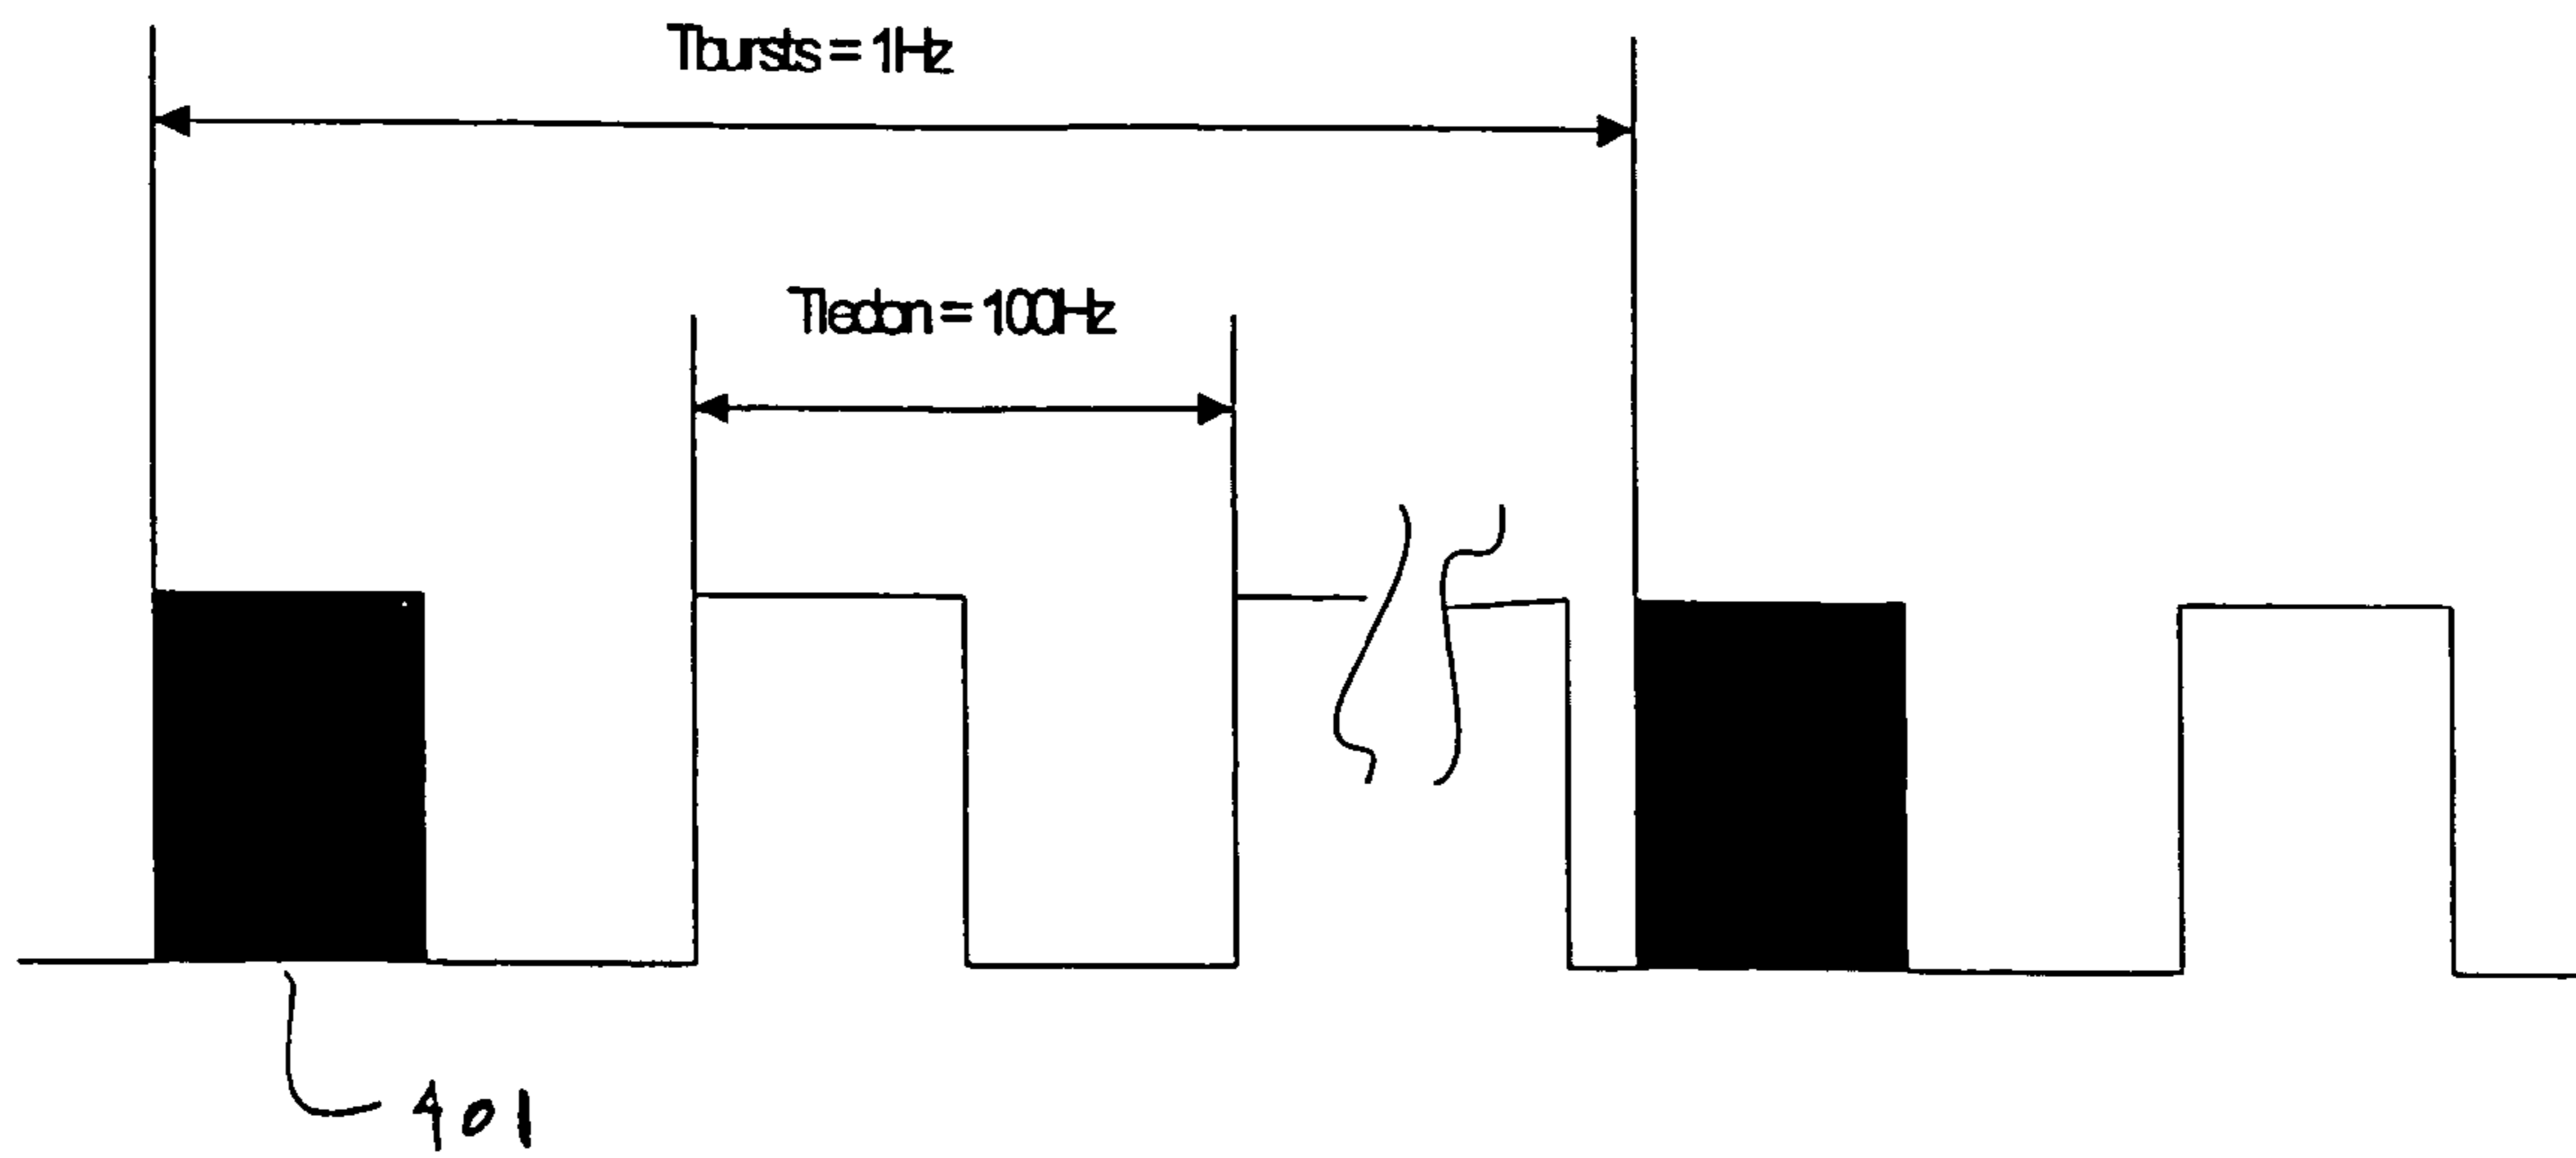 Tbursts = 1Hz
Tledon = 100Hz
401